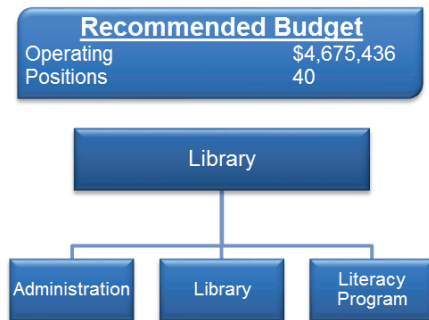 Recommended Budget
Operating $4,675,436
Positions 40
Library
Administration
Library
Literacy
Program